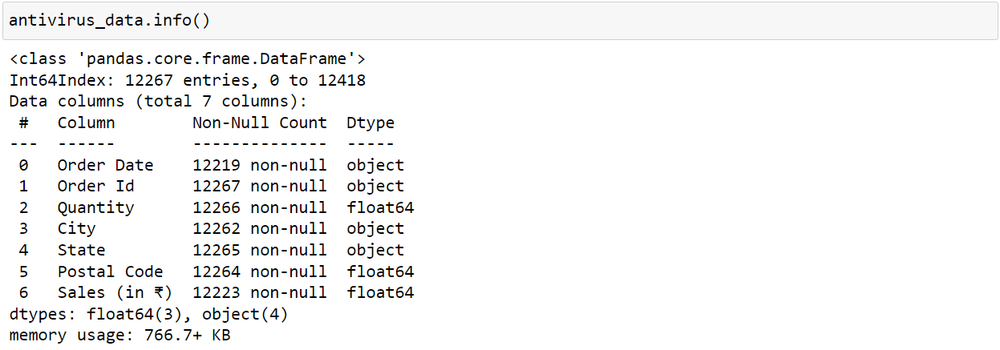 antivirus_data.info()
<class 'pandas.core.frame.DataFrame'>
Int64Index: 12267 entries, 0 to 12418
Data columns (total 7 columns):
 #   Column        Non-Null Count  Dtype
---  ------        --------------  -----
 0   Order Date    12219 non-null  object
 1   Order Id      12267 non-null  object
 2   Quantity      12266 non-null  float64
 3   City          12262 non-null  object
 4   State         12265 non-null  object
 5   Postal Code   12264 non-null  float64
 6   Sales (in ₹)  12223 non-null  float64
dtypes: float64(3), object(4)
memory usage: 766.7+ KB